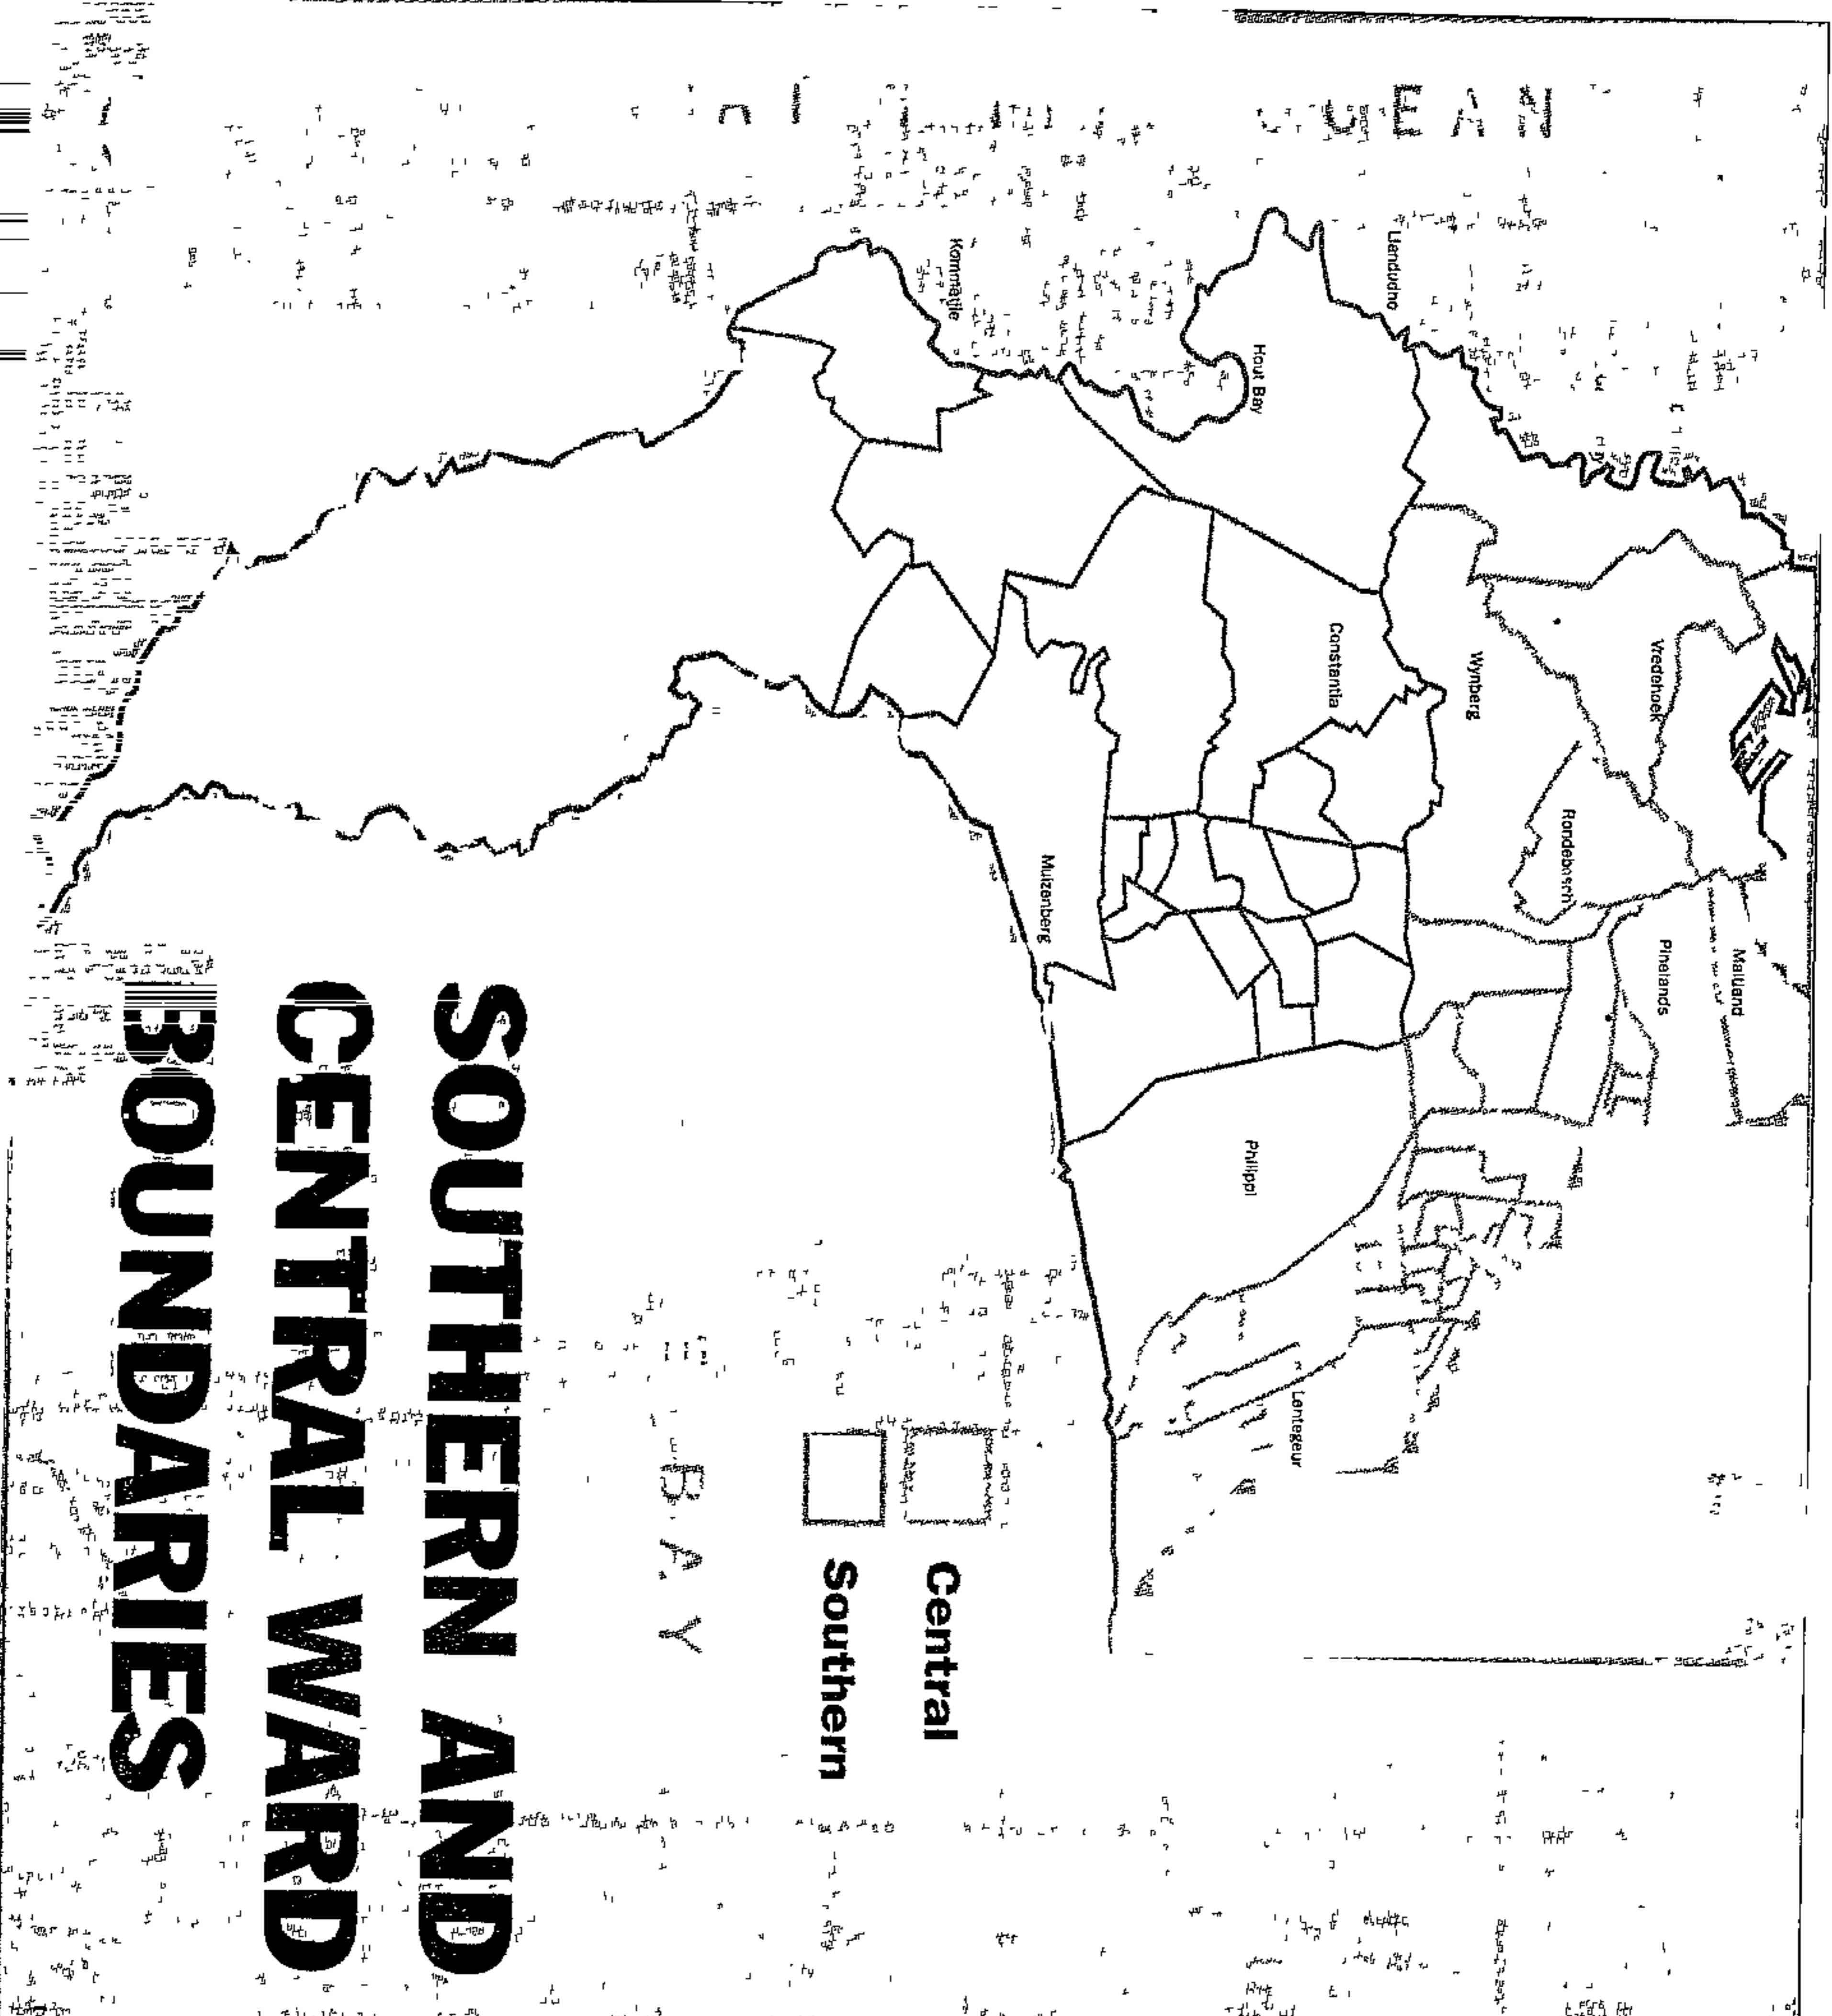 Llandudno
Hout Bay
Kommetjie
Wynberg
Constantia
Vredehoek
Rondebosch
Pinelands
Maitland
Muizenberg
Philippi
Lentegeur
BAY
Central
Southern
SOUTHERN AND
CENTRAL WARD
BOUNDARIES